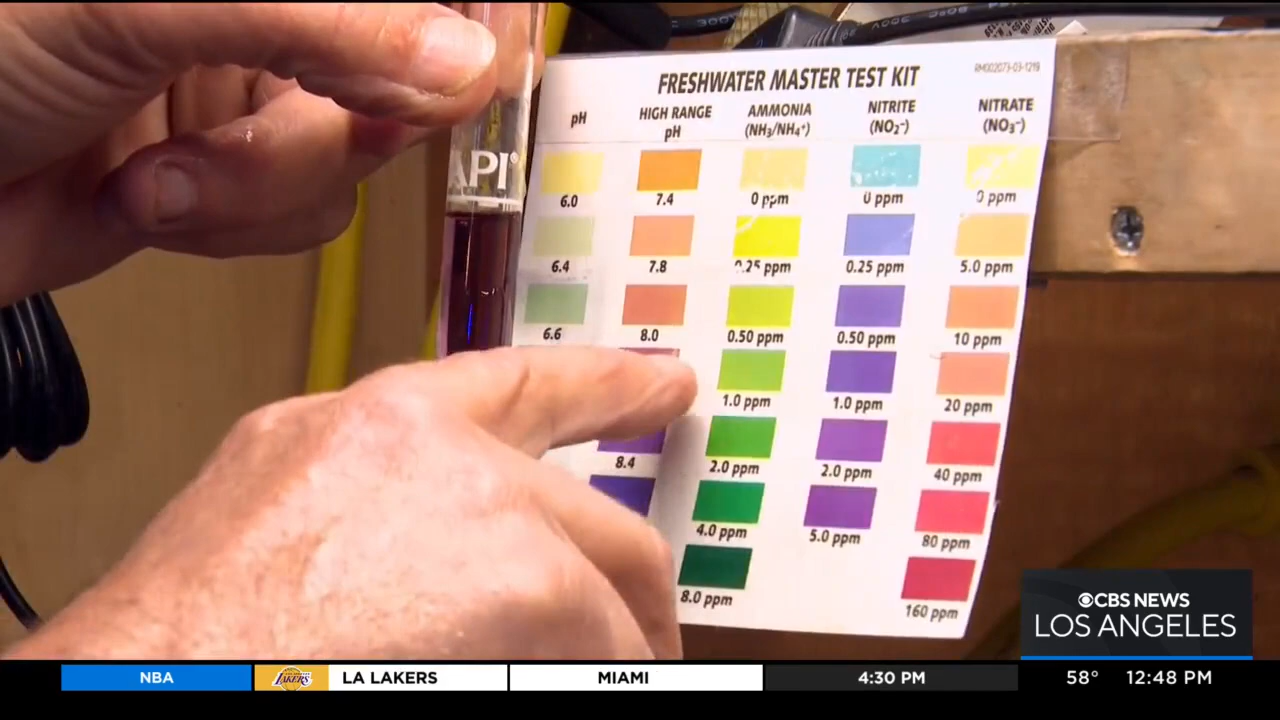 FRESHWATER MASTER TEST KIT
pH
HIGH RANGE
pH
AMMONIA
(NH₃/NH₄⁺)
NITRITE
(NO₂⁻)
NITRATE
(NO₃⁻)
API®
6.0
7.4
0 ppm
0 ppm
0 ppm
6.4
7.8
0.25 ppm
0.25 ppm
5.0 ppm
6.6
8.0
0.50 ppm
0.50 ppm
10 ppm
1.0 ppm
1.0 ppm
20 ppm
8.4
2.0 ppm
2.0 ppm
40 ppm
4.0 ppm
5.0 ppm
80 ppm
8.0 ppm
160 ppm
CBS NEWS
LOS ANGELES
NBA
LAKERS
LA LAKERS
MIAMI
4:30 PM
58°
12:48 PM